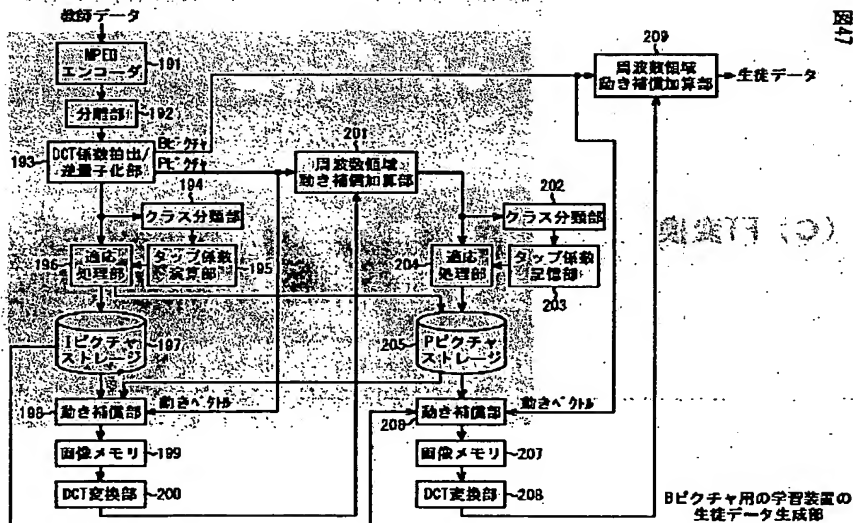 図47
教師データ
MPEG
エンコーダ
191
分離部
192
193
DCT係数抽出/
逆量子化部
Bピクチャ
Pピクチャ
194
クラス分類部
196
適応
処理部
タップ係数
演算部
195
Iピクチャ
ストレージ
197
198
動き補償部
動きベクトル
画像メモリ
199
DCT変換部
200
201
周波数領域
動き補償加算部
202
クラス分類部
204
適応
処理部
タップ係数
記憶部
203
205
Pピクチャ
ストレージ
206
動き補償部
動きベクトル
画像メモリ
207
DCT変換部
208
209
周波数領域
動き補償加算部
生徒データ
Bピクチャ用の学習装置の
生徒データ生成部